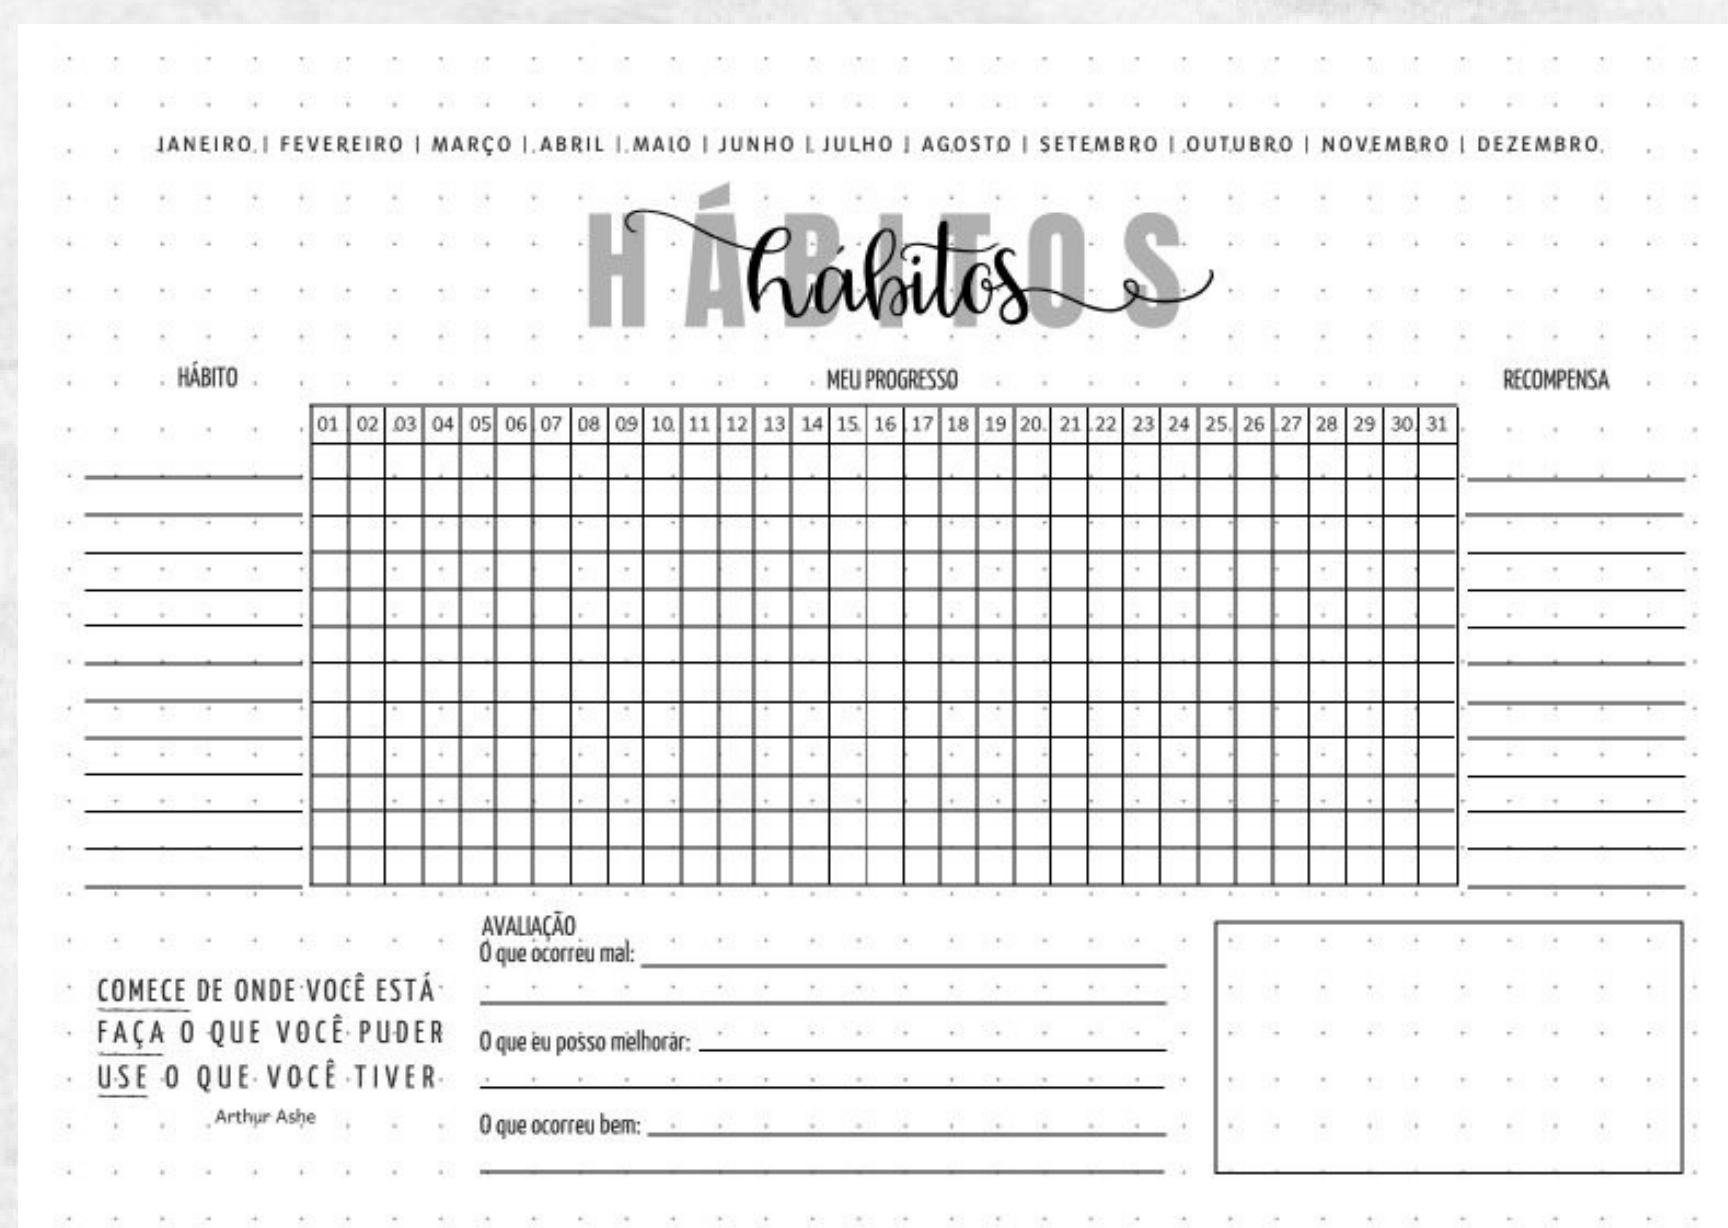 JANEIRO | FEVEREIRO | MARÇO | ABRIL | MAIO | JUNHO | JULHO | AGOSTO | SETEMBRO | OUTUBRO | NOVEMBRO | DEZEMBRO
HÁBITOS
hábitos
HÁBITO MEU PROGRESSO RECOMPENSA
01 02 03 04 05 06 07 08 09 10 11 12 13 14 15 16 17 18 19 20 21 22 23 24 25 26 27 28 29 30 31
COMECE DE ONDE VOCÊ ESTÁ
FAÇA O QUE VOCÊ PUDER
USE O QUE VOCÊ TIVER
Arthur Ashe
AVALIAÇÃO
O que ocorreu mal:
O que eu posso melhorar:
O que ocorreu bem: